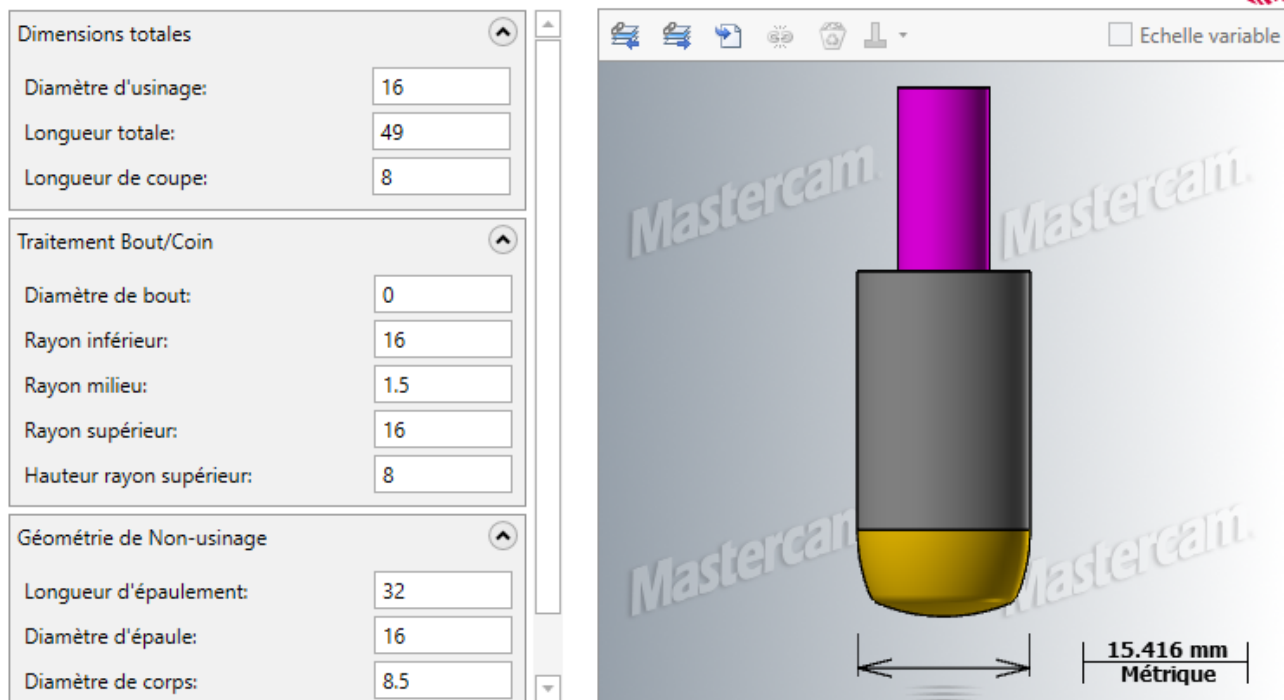 Dimensions totales
Diamètre d'usinage: 16
Longueur totale: 49
Longueur de coupe: 8
Traitement Bout/Coin
Diamètre de bout: 0
Rayon inférieur: 16
Rayon milieu: 1.5
Rayon supérieur: 16
Hauteur rayon supérieur: 8
Géométrie de Non-usinage
Longueur d'épaulement: 32
Diamètre d'épaule: 16
Diamètre de corps: 8.5
Echelle variable
Mastercam.
Mastercam.
Mastercam
Mastercam.
15.416 mm
Métrique